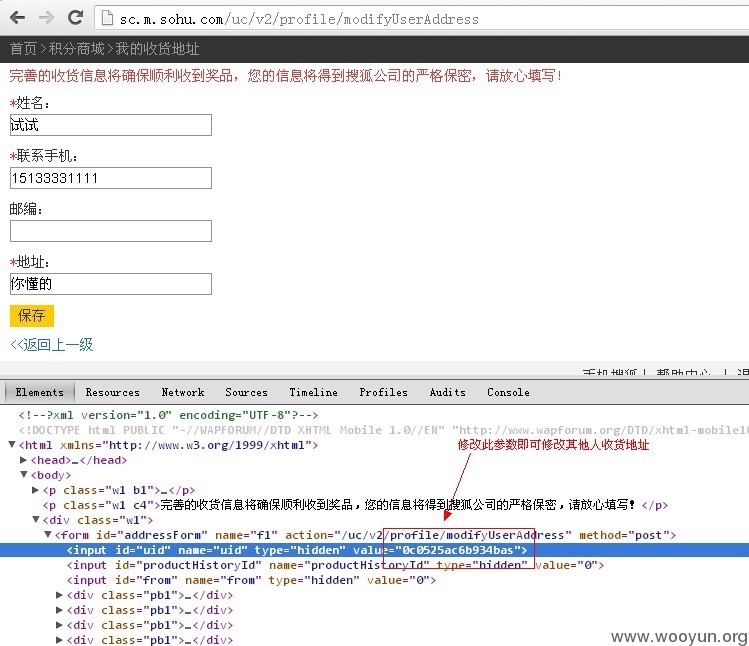 sc.m.sohu.com/uc/v2/profile/modifyUserAddress
首页>积分商城>我的收货地址
完善的收货信息将确保顺利收到奖品，您的信息将得到搜狐公司的严格保密，请放心填写！
*姓名：
试试
*联系手机：
15133331111
邮编：
*地址：
你懂的
保存
<<返回上一级
手机搜狐 | 帮助中心 |
Elements Resources Network Sources Timeline Profiles Audits Console
<!--?xml version="1.0" encoding="UTF-8"?-->
<!DOCTYPE html PUBLIC "-//WAPFORUM//DTD XHTML Mobile 1.0//EN" "http://www.wapforum.org/DTD/xhtml-mobile10
▼<html xmlns="http://www.w3.org/1999/xhtml">
修改此参数即可修改其他人收货地址
▶<head>…</head>
▼<body>
▶<p class="w1 b1">…</p>
<p class="w1 c4">完善的收货信息将确保顺利收到奖品，您的信息将得到搜狐公司的严格保密，请放心填写！</p>
▼<div class="w1">
▼<form id="addressForm" name="f1" action="/uc/v2/profile/modifyUserAddress" method="post">
<input id="uid" name="uid" type="hidden" value="0c0525ac6b934bas">
<input id="productHistoryId" name="productHistoryId" type="hidden" value="0">
<input id="from" name="from" type="hidden" value="0">
▶<div class="pb1">…</div>
▶<div class="pb1">…</div>
▶<div class="pb1">…</div>
▶<div class="pb1">…</div>
www.wooyun.org